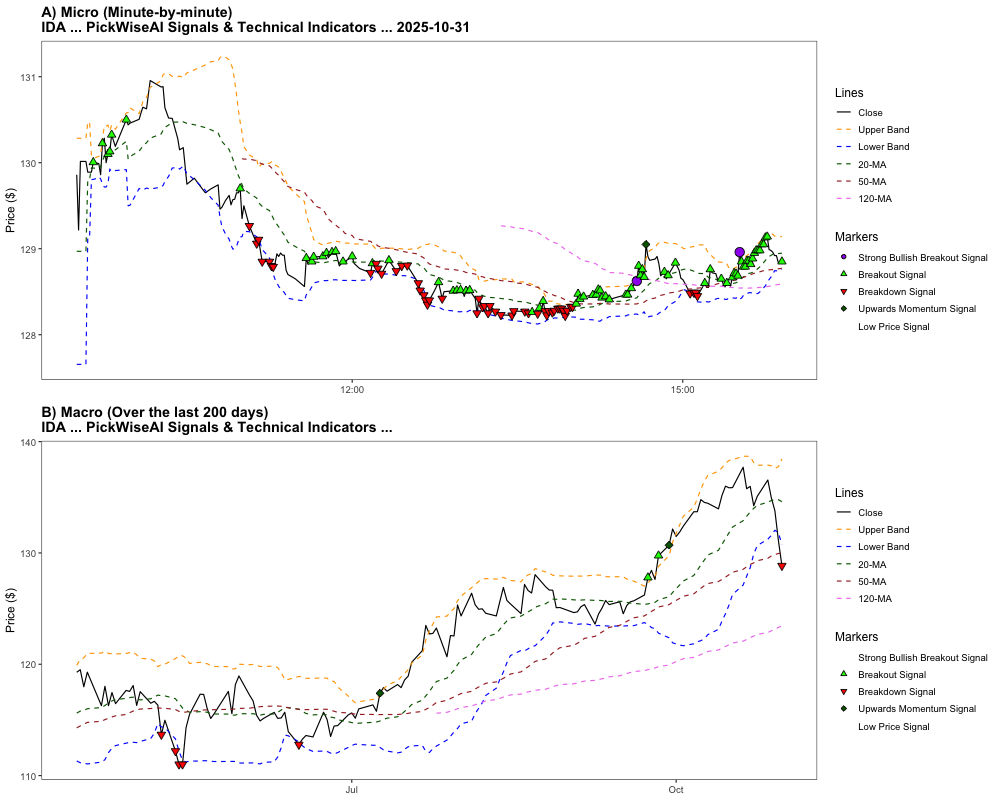 A) Micro (Minute-by-minute)
IDA ... PickWiseAI Signals & Technical Indicators ... 2025-10-31
Price ($)
131
130
129
128
12:00
15:00
Lines
Close
Upper Band
Lower Band
20-MA
50-MA
120-MA
Markers
Strong Bullish Breakout Signal
Breakout Signal
Breakdown Signal
Upwards Momentum Signal
Low Price Signal
B) Macro (Over the last 200 days)
IDA ... PickWiseAI Signals & Technical Indicators ...
Price ($)
140
130
120
110
Jul
Oct
Lines
Close
Upper Band
Lower Band
20-MA
50-MA
120-MA
Markers
Strong Bullish Breakout Signal
Breakout Signal
Breakdown Signal
Upwards Momentum Signal
Low Price Signal